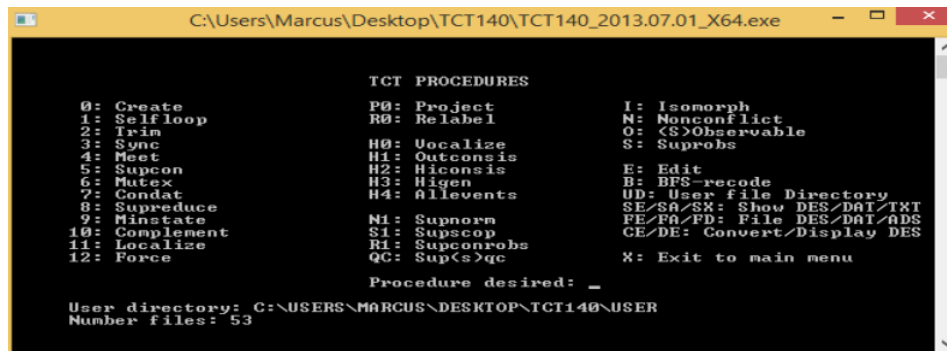 C:\Users\Marcus\Desktop\TCT140\TCT140_2013.07.01_X64.exe
TCT PROCEDURES
0: Create P0: Project I: Isomorph
1: Selfloop R0: Relabel N: Nonconflict
2: Trim O: (S)Observable
3: Sync H0: Vocalize S: Suprobs
4: Meet H1: Outconsis
5: Supcon H2: Hiconsis E: Edit
6: Mutex H3: Higen B: BFS-recode
7: Condat H4: Allevents UD: User file Directory
8: Supreduce SE/SA/SX: Show DES/DAT/TXT
9: Minstate N1: Supnorm FE/FA/FD: File DES/DAT/ADS
10: Complement S1: Supscop CE/DE: Convert/Display DES
11: Localize R1: Supconrobs
12: Force QC: Sup(s)qc X: Exit to main menu
Procedure desired: _
User directory: C:\USERS\MARCUS\DESKTOP\TCT140\USER
Number files: 53